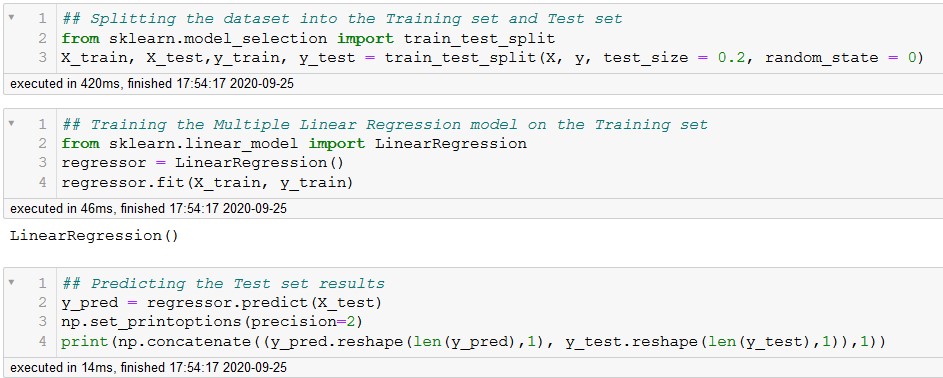 1 ## Splitting the dataset into the Training set and Test set
2 from sklearn.model_selection import train_test_split
3 X_train, X_test,y_train, y_test = train_test_split(X, y, test_size = 0.2, random_state = 0)
executed in 420ms, finished 17:54:17 2020-09-25
1 ## Training the Multiple Linear Regression model on the Training set
2 from sklearn.linear_model import LinearRegression
3 regressor = LinearRegression()
4 regressor.fit(X_train, y_train)
executed in 46ms, finished 17:54:17 2020-09-25
LinearRegression()
1 ## Predicting the Test set results
2 y_pred = regressor.predict(X_test)
3 np.set_printoptions(precision=2)
4 print(np.concatenate((y_pred.reshape(len(y_pred),1), y_test.reshape(len(y_test),1)),1))
executed in 14ms, finished 17:54:17 2020-09-25